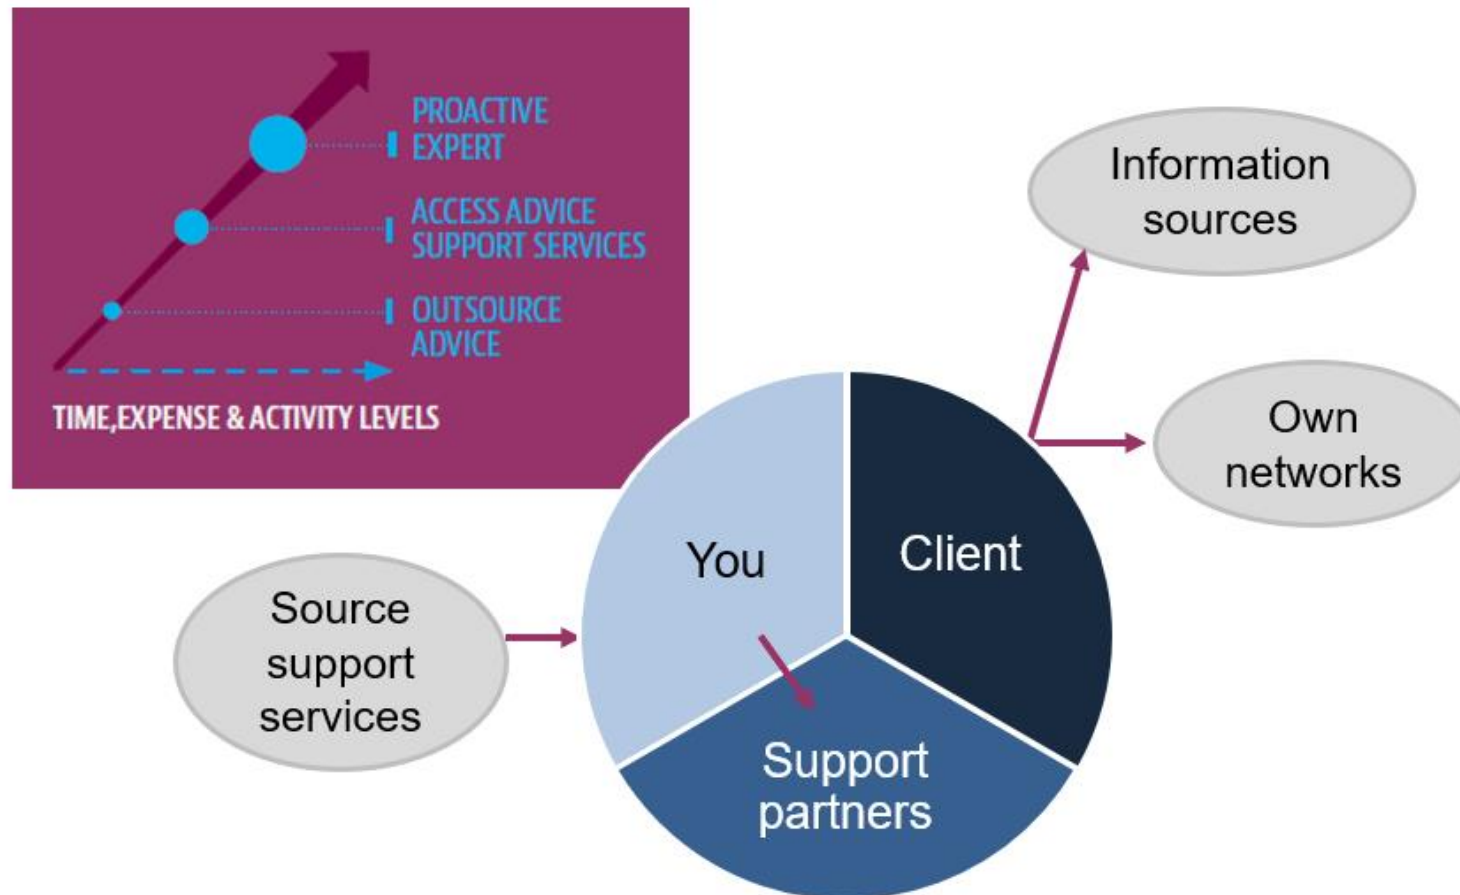 PROACTIVE
EXPERT
ACCESS ADVICE
SUPPORT SERVICES
OUTSOURCE
ADVICE
TIME,EXPENSE & ACTIVITY LEVELS
Information
sources
Own
networks
You
Client
Source
support
services
Support
partners